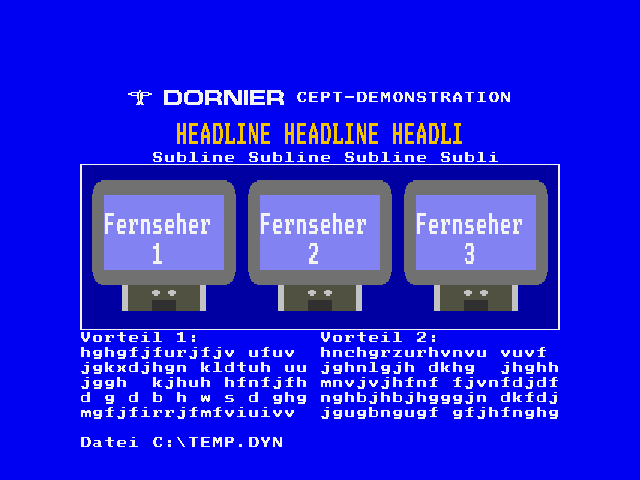 DORNIER CEPT-DEMONSTRATION
HEADLINE HEADLINE HEADLI
Subline Subline Subline Subli
Fernseher 1
Fernseher 2
Fernseher 3
Vorteil 1:
hghgfjfurjfjv ufuv
jgkxdjhgn kldtuh uu
jggh  kjhuh hfnfjfh
d g d b h w s d ghg
mgfjfirrjfmfviuivv
Vorteil 2:
hnchgrzurhvnvu vuvf
jghnlgjh dkhg  jhghh
mnvjvjhfnf fjvnfdjdf
nghbjhbjhgggjn dkfdj
jgugbngugf gfjhfnghg
Datei C:\TEMP.DYN